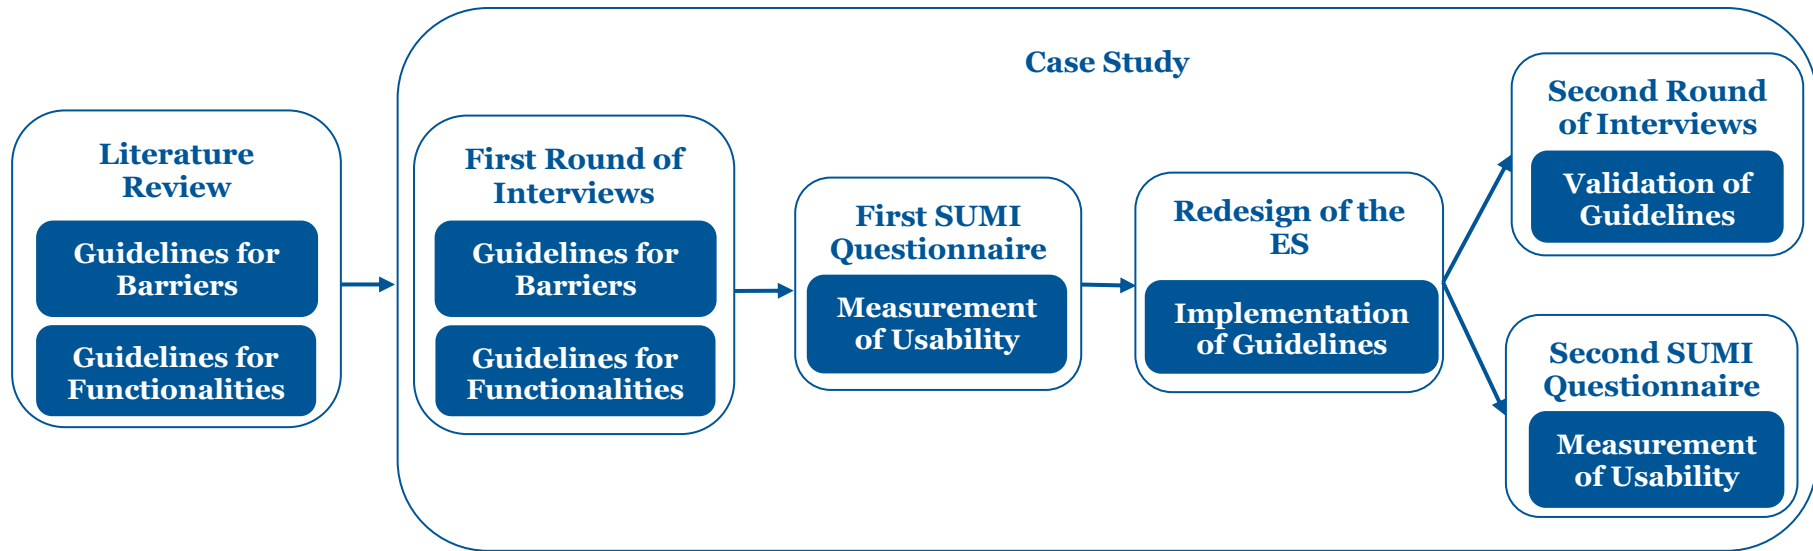 Case Study
Literature
Review
Guidelines for
Barriers
Guidelines for
Functionalities
First Round of
Interviews
Guidelines for
Barriers
Guidelines for
Functionalities
First SUMI
Questionnaire
Measurement
of Usability
Redesign of the
ES
Implementation
of Guidelines
Second Round
of Interviews
Validation of
Guidelines
Second SUMI
Questionnaire
Measurement
of Usability